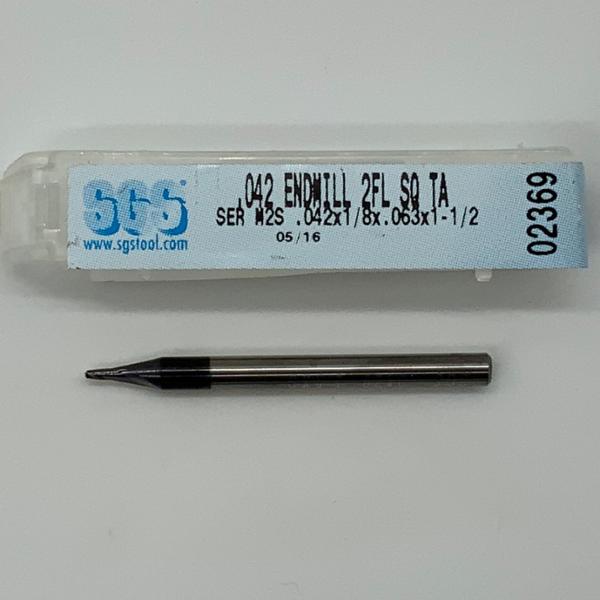 SGS
www.sgstool.com
.042 ENDMILL 2FL SQ TA
SER M2S .042x1/8x.063x1-1/2
05/16
02369